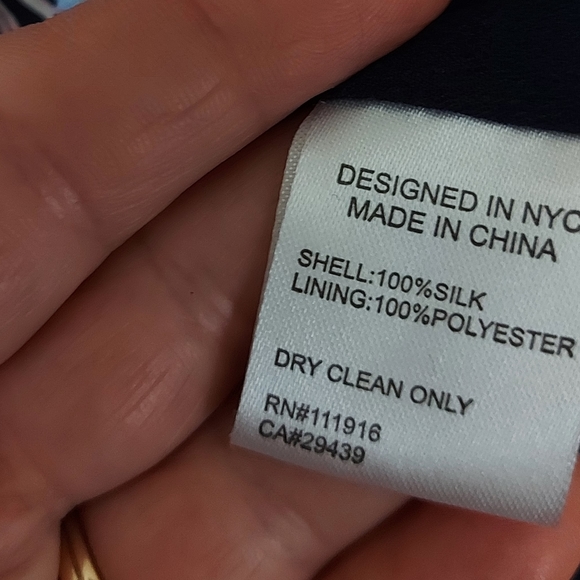 DESIGNED IN NYC
MADE IN CHINA
SHELL:100%SILK
LINING:100%POLYESTER
DRY CLEAN ONLY
RN#111916
CA#29439